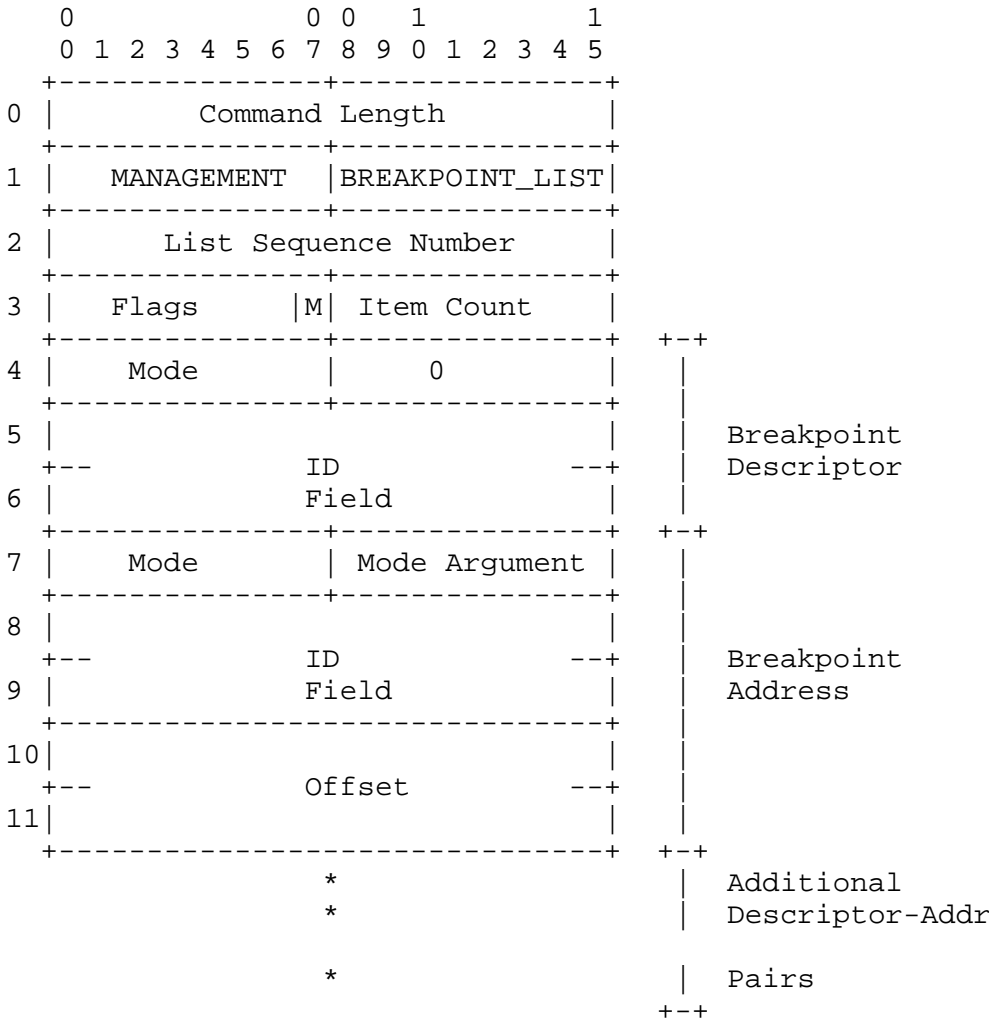 0             0 0   1         1
    0 1 2 3 4 5 6 7 8 9 0 1 2 3 4 5
   +---------------+---------------+
0  |        Command Length         |
   +---------------+---------------+
1  |   MANAGEMENT  |BREAKPOINT_LIST|
   +---------------+---------------+
2  |      List Sequence Number     |
   +---------------+---------------+
3  |   Flags     |M| Item Count    |
   +---------------+---------------+  +-+
4  |    Mode       |     0         |   |
   +---------------+---------------+   |
5  |                               |   |  Breakpoint
   +--            ID             --+   |  Descriptor
6  |              Field            |   |
   +---------------+---------------+  +-+
7  |    Mode       | Mode Argument |   |
   +---------------+---------------+   |
8  |                               |   |
   +--            ID             --+   |  Breakpoint
9  |              Field            |   |  Address
   +-------------------------------+   |
10|                                |   |
   +--            Offset         --+   |
11|                                |   |
   +-------------------------------+  +-+
                   *                   |  Additional
                   *                   |  Descriptor-Addr
                   *                   |  Pairs
                                      +-+